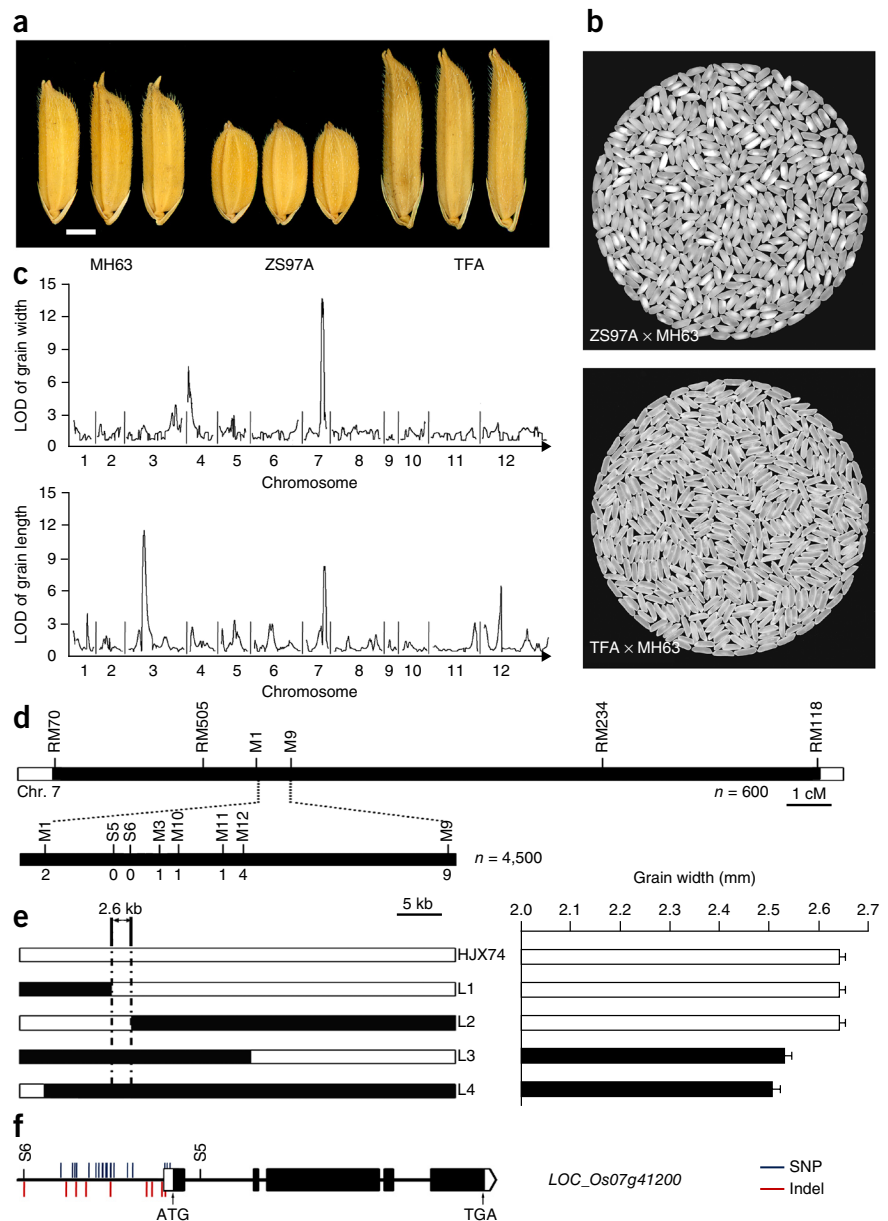 a
b
MH63
ZS97A
TFA
ZS97A × MH63
TFA × MH63
c
LOD of grain width
15
12
9
6
3
0
1 2 3 4 5 6 7 8 9 10 11 12
Chromosome
LOD of grain length
15
12
9
6
3
0
1 2 3 4 5 6 7 8 9 10 11 12
Chromosome
d
RM70 RM505 M1 M9 RM234 RM118
Chr. 7
n = 600
1 cM
M1 S5 S6 M3 M10 M11 M12 M9
n = 4,500
2 0 0 1 1 1 4 9
e
2.6 kb
5 kb
Grain width (mm)
2.0 2.1 2.2 2.3 2.4 2.5 2.6 2.7
HJX74
L1
L2
L3
L4
f
S6
S5
ATG
TGA
LOC_Os07g41200
SNP
Indel